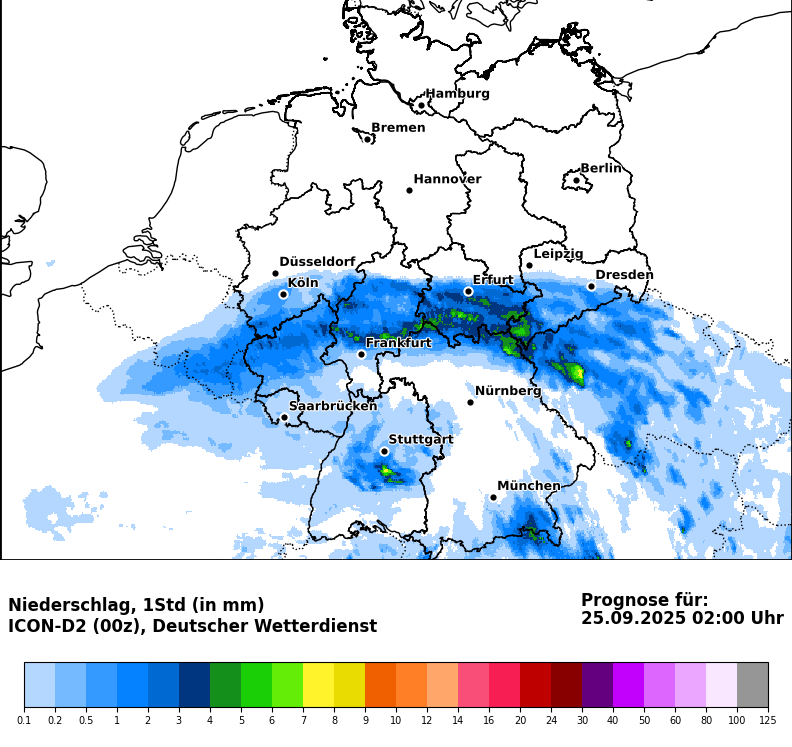 Hamburg
Bremen
Berlin
Hannover
Leipzig
Düsseldorf
Dresden
Köln
Erfurt
Frankfurt
Nürnberg
Saarbrücken
Stuttgart
München
Niederschlag, 1Std (in mm)
ICON-D2 (00z), Deutscher Wetterdienst
Prognose für:
25.09.2025 02:00 Uhr
0.1 0.2 0.5 1 2 3 4 5 6 7 8 9 10 12 14 16 20 24 30 40 50 60 80 100 125